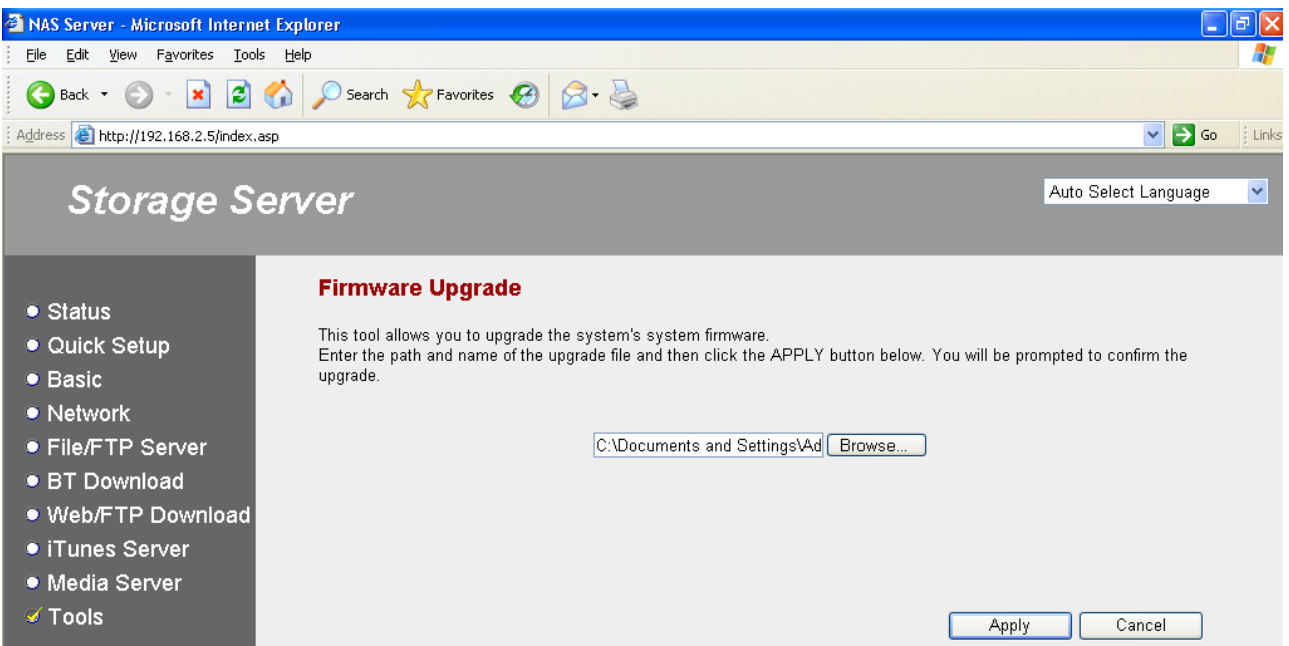 NAS Server - Microsoft Internet Explorer
File Edit View Favorites Tools Help
Back Search Favorites
Address http://192.168.2.5/index.asp Go Links
Storage Server
Auto Select Language
Status
Quick Setup
Basic
Network
File/FTP Server
BT Download
Web/FTP Download
iTunes Server
Media Server
Tools
Firmware Upgrade
This tool allows you to upgrade the system's system firmware.
Enter the path and name of the upgrade file and then click the APPLY button below. You will be prompted to confirm the
upgrade.
C:\Documents and Settings\Ad Browse...
Apply Cancel